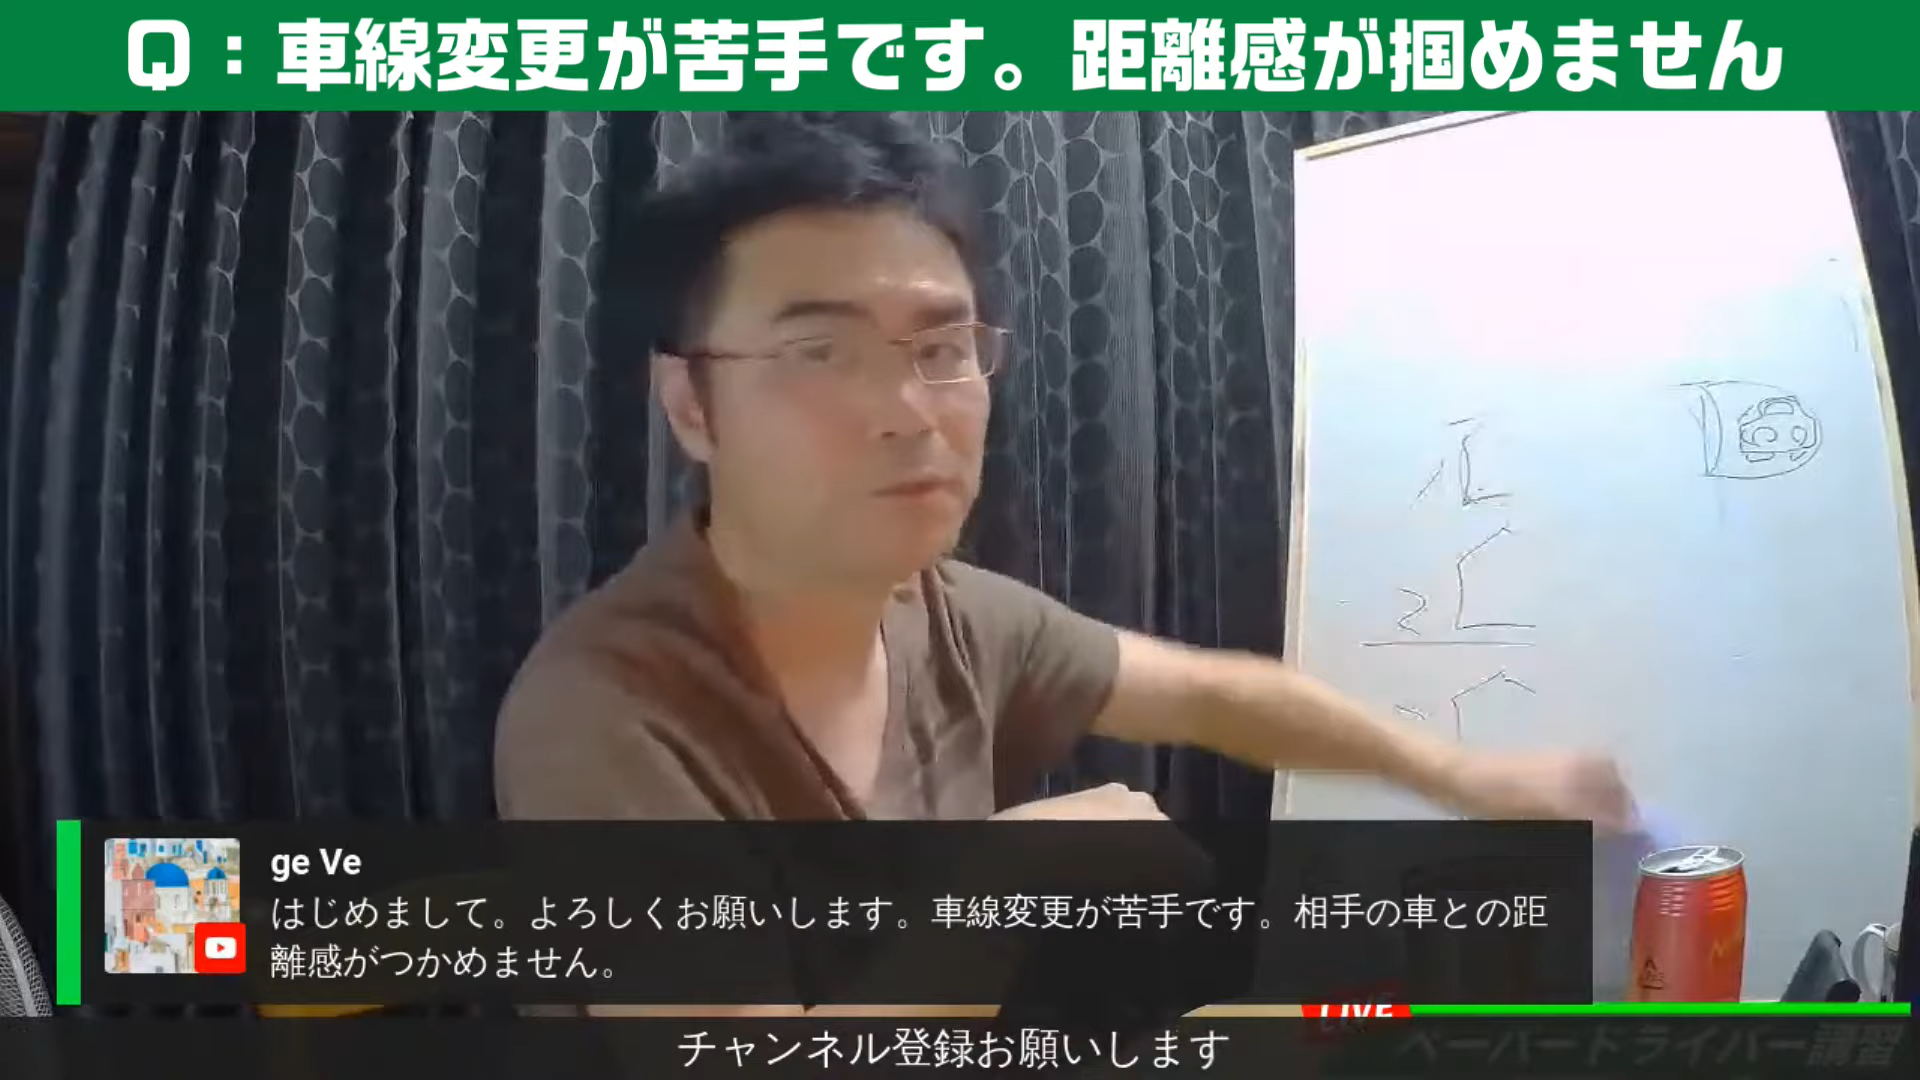 Q：車線変更が苦手です。距離感が掴めません
2
ge Ve
はじめまして。よろしくお願いします。車線変更が苦手です。相手の車との距
離感がつかめません。
LIVE
チャンネル登録お願いします
ペーパードライバー講習